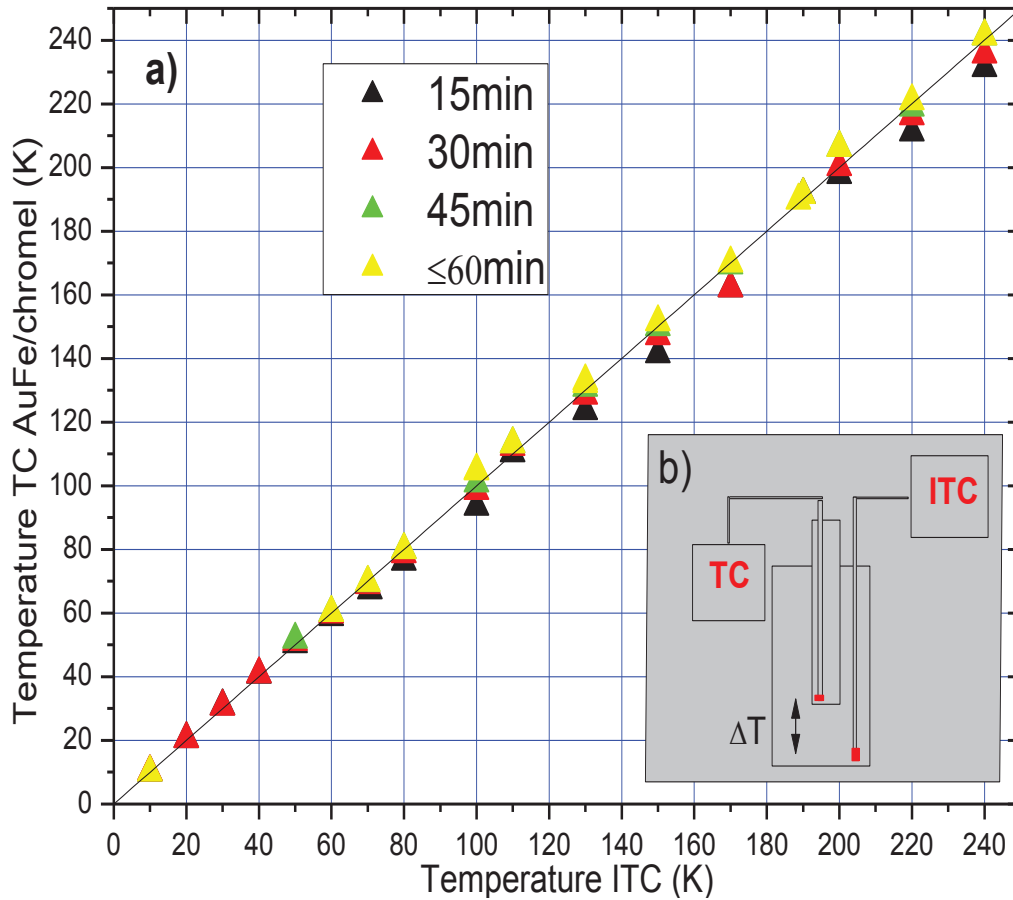 a)
15min
30min
45min
≤60min
Temperature TC AuFe/chromel (K)
240
220
200
180
160
140
120
100
80
60
40
20
0
b)
ITC
TC
ΔT
0 20 40 60 80 100 120 140 160 180 200 220 240
Temperature ITC (K)